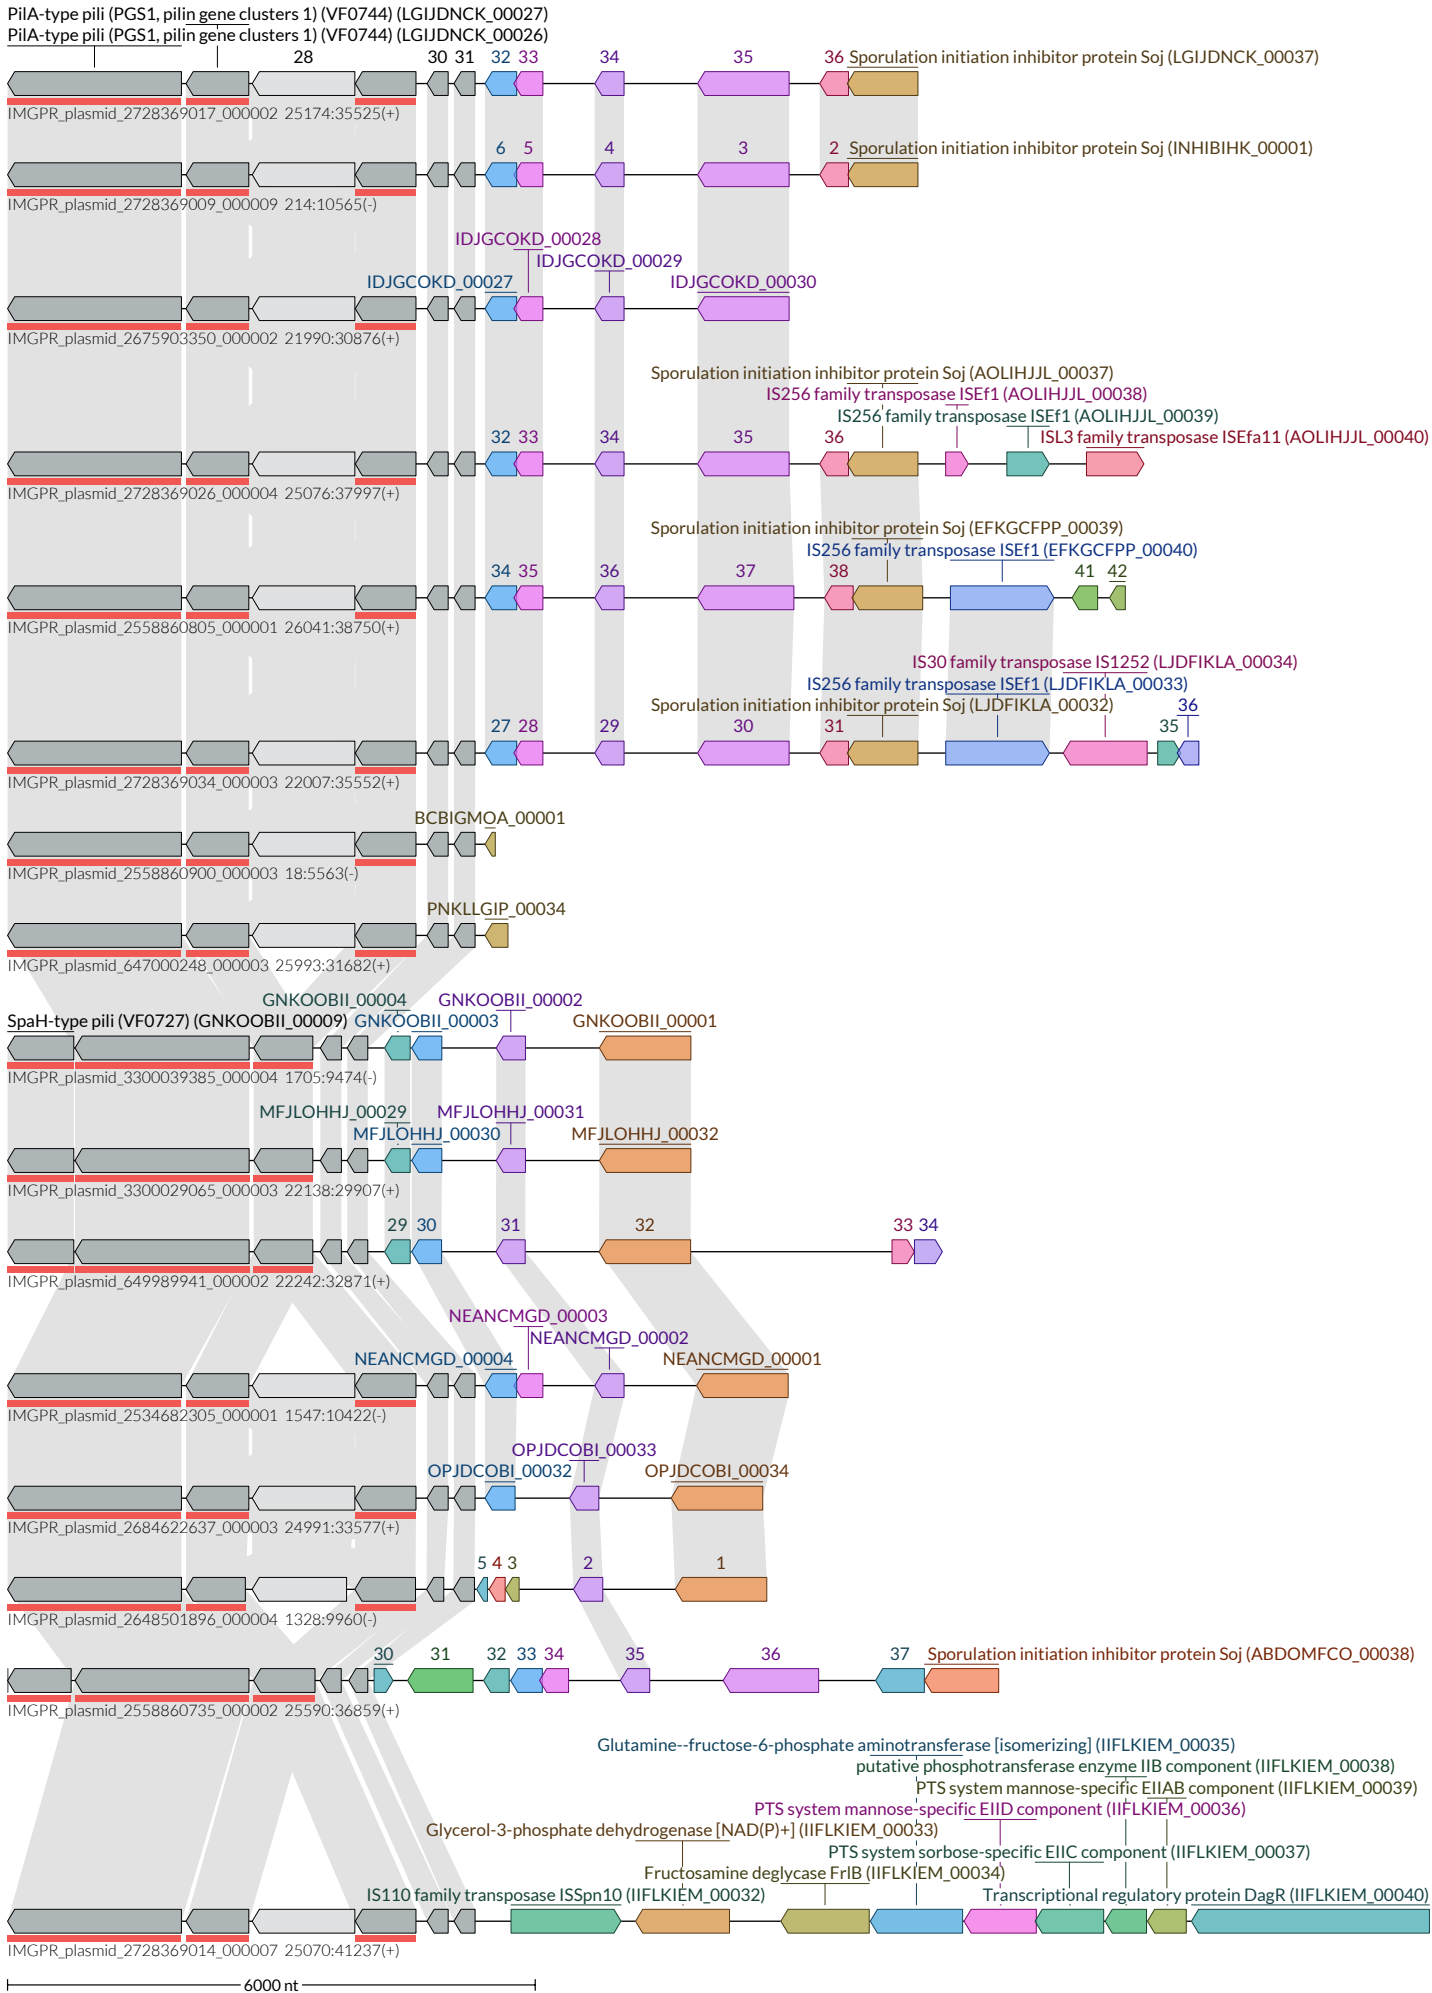 PilA-type pili (PGS1, pilin gene clusters 1) (VF0744) (LGIJDNCK_00027)
PilA-type pili (PGS1, pilin gene clusters 1) (VF0744) (LGIJDNCK_00026)
28 30 31 32 33 34 35 36 Sporulation initiation inhibitor protein Soj (LGIJDNCK_00037)
IMGPR_plasmid_2728369017_000002 25174:35525(+)
6 5 4 3 2 Sporulation initiation inhibitor protein Soj (INHIBIHK_00001)
IMGPR_plasmid_2728369009_000009 214:10565(-)
IDJGCOKD_00028
IDJGCOKD_00029
IDJGCOKD_00027 IDJGCOKD_00030
IMGPR_plasmid_2675903350_000002 21990:30876(+)
Sporulation initiation inhibitor protein Soj (AOLIHJJL_00037)
IS256 family transposase ISEf1 (AOLIHJJL_00038)
IS256 family transposase ISEf1 (AOLIHJJL_00039)
32 33 34 35 36 ISL3 family transposase ISEfa11 (AOLIHJJL_00040)
IMGPR_plasmid_2728369026_000004 25076:37997(+)
Sporulation initiation inhibitor protein Soj (EFKGCFPP_00039)
IS256 family transposase ISEf1 (EFKGCFPP_00040)
34 35 36 37 38 41 42
IMGPR_plasmid_2558860805_000001 26041:38750(+)
IS30 family transposase IS1252 (LJDFIKLA_00034)
IS256 family transposase ISEf1 (LJDFIKLA_00033)
Sporulation initiation inhibitor protein Soj (LJDFIKLA_00032) 36
27 28 29 30 31 35
IMGPR_plasmid_2728369034_000003 22007:35552(+)
BCBIGMOA_00001
IMGPR_plasmid_2558860900_000003 18:5563(-)
PNKLLGIP_00034
IMGPR_plasmid_647000248_000003 25993:31682(+)
GNKOOBII_00004 GNKOOBII_00002
SpaH-type pili (VF0727) (GNKOOBII_00009) GNKOOBII_00003 GNKOOBII_00001
IMGPR_plasmid_3300039385_000004 1705:9474(-)
MFJLOHHJ_00029 MFJLOHHJ_00031
MFJLOHHJ_00030 MFJLOHHJ_00032
IMGPR_plasmid_3300029065_000003 22138:29907(+)
29 30 31 32 33 34
IMGPR_plasmid_649989941_000002 22242:32871(+)
NEANCMGD_00003
NEANCMGD_00002
NEANCMGD_00004 NEANCMGD_00001
IMGPR_plasmid_2534682305_000001 1547:10422(-)
OPJDCOBI_00033
OPJDCOBI_00032 OPJDCOBI_00034
IMGPR_plasmid_2684622637_000003 24991:33577(+)
5 4 3 2 1
IMGPR_plasmid_2648501896_000004 1328:9960(-)
30 31 32 33 34 35 36 37 Sporulation initiation inhibitor protein Soj (ABDOMFCO_00038)
IMGPR_plasmid_2558860735_000002 25590:36859(+)
Glutamine--fructose-6-phosphate aminotransferase [isomerizing] (IIFLKIEM_00035)
putative phosphotransferase enzyme IIB component (IIFLKIEM_00038)
PTS system mannose-specific EIIAB component (IIFLKIEM_00039)
PTS system mannose-specific EIID component (IIFLKIEM_00036)
Glycerol-3-phosphate dehydrogenase [NAD(P)+] (IIFLKIEM_00033)
PTS system sorbose-specific EIIC component (IIFLKIEM_00037)
Fructosamine deglycase FrlB (IIFLKIEM_00034)
IS110 family transposase ISSpn10 (IIFLKIEM_00032) Transcriptional regulatory protein DagR (IIFLKIEM_00040)
IMGPR_plasmid_2728369014_000007 25070:41237(+)
6000 nt